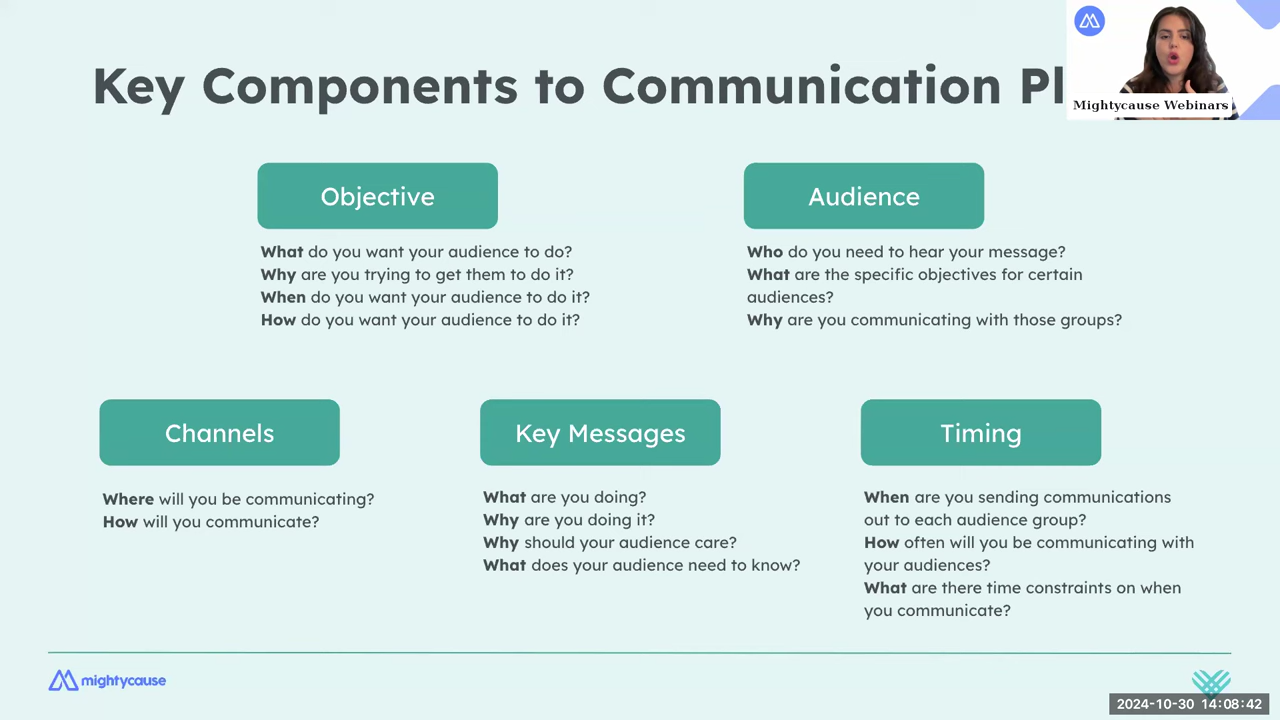 Key Components to Communication Pl
Mightycause Webinars
Objective
What do you want your audience to do?
Why are you trying to get them to do it?
When do you want your audience to do it?
How do you want your audience to do it?
Audience
Who do you need to hear your message?
What are the specific objectives for certain
audiences?
Why are you communicating with those groups?
Channels
Where will you be communicating?
How will you communicate?
Key Messages
What are you doing?
Why are you doing it?
Why should your audience care?
What does your audience need to know?
Timing
When are you sending communications
out to each audience group?
How often will you be communicating with
your audiences?
What are there time constraints on when
you communicate?
mightycause
2024-10-30 14:08:42